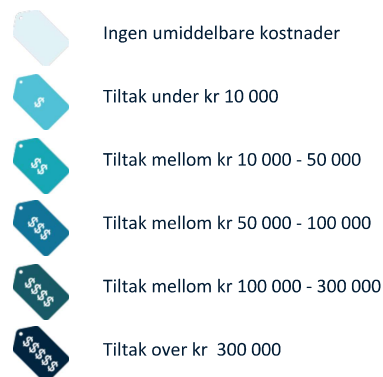 Ingen umiddelbare kostnader
$
Tiltak under kr 10 000
$$
Tiltak mellom kr 10 000 - 50 000
$$$
Tiltak mellom kr 50 000 - 100 000
$$$$
Tiltak mellom kr 100 000 - 300 000
$$$$$
Tiltak over kr 300 000